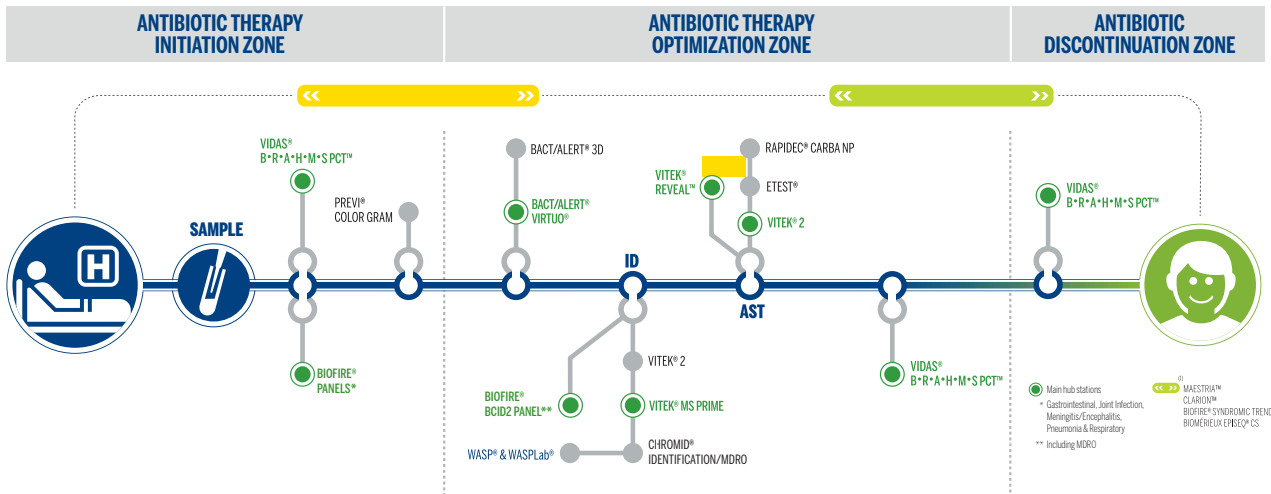 ANTIBIOTIC THERAPY
INITIATION ZONE
ANTIBIOTIC THERAPY
OPTIMIZATION ZONE
ANTIBIOTIC
DISCONTINUATION ZONE
VIDAS®
B•R•A•H•M•S PCT™
PREVI®
COLOR GRAM
SAMPLE
H
BIOFIRE®
PANELS*
BACT/ALERT® 3D
BACT/ALERT®
VIRTUO®
ID
BIOFIRE®
BCID2 PANEL**
VITEK® 2
VITEK® MS PRIME
WASP® & WASPLab®
CHROMID®
IDENTIFICATION/MDRO
RAPIDEC® CARBA NP
VITEK®
REVEAL™
ETEST®
VITEK® 2
AST
VIDAS®
B•R•A•H•M•S PCT™
VIDAS®
B•R•A•H•M•S PCT™
Main hub stations
* Gastrointestinal, Joint Infection,
Meningitis/Encephalitis,
Pneumonia & Respiratory
** Including MDRO
(1)
MAESTRIA™
CLARION™
BIOFIRE® SYNDROMIC TREND
BIOMÉRIEUX EPISEQ® CS